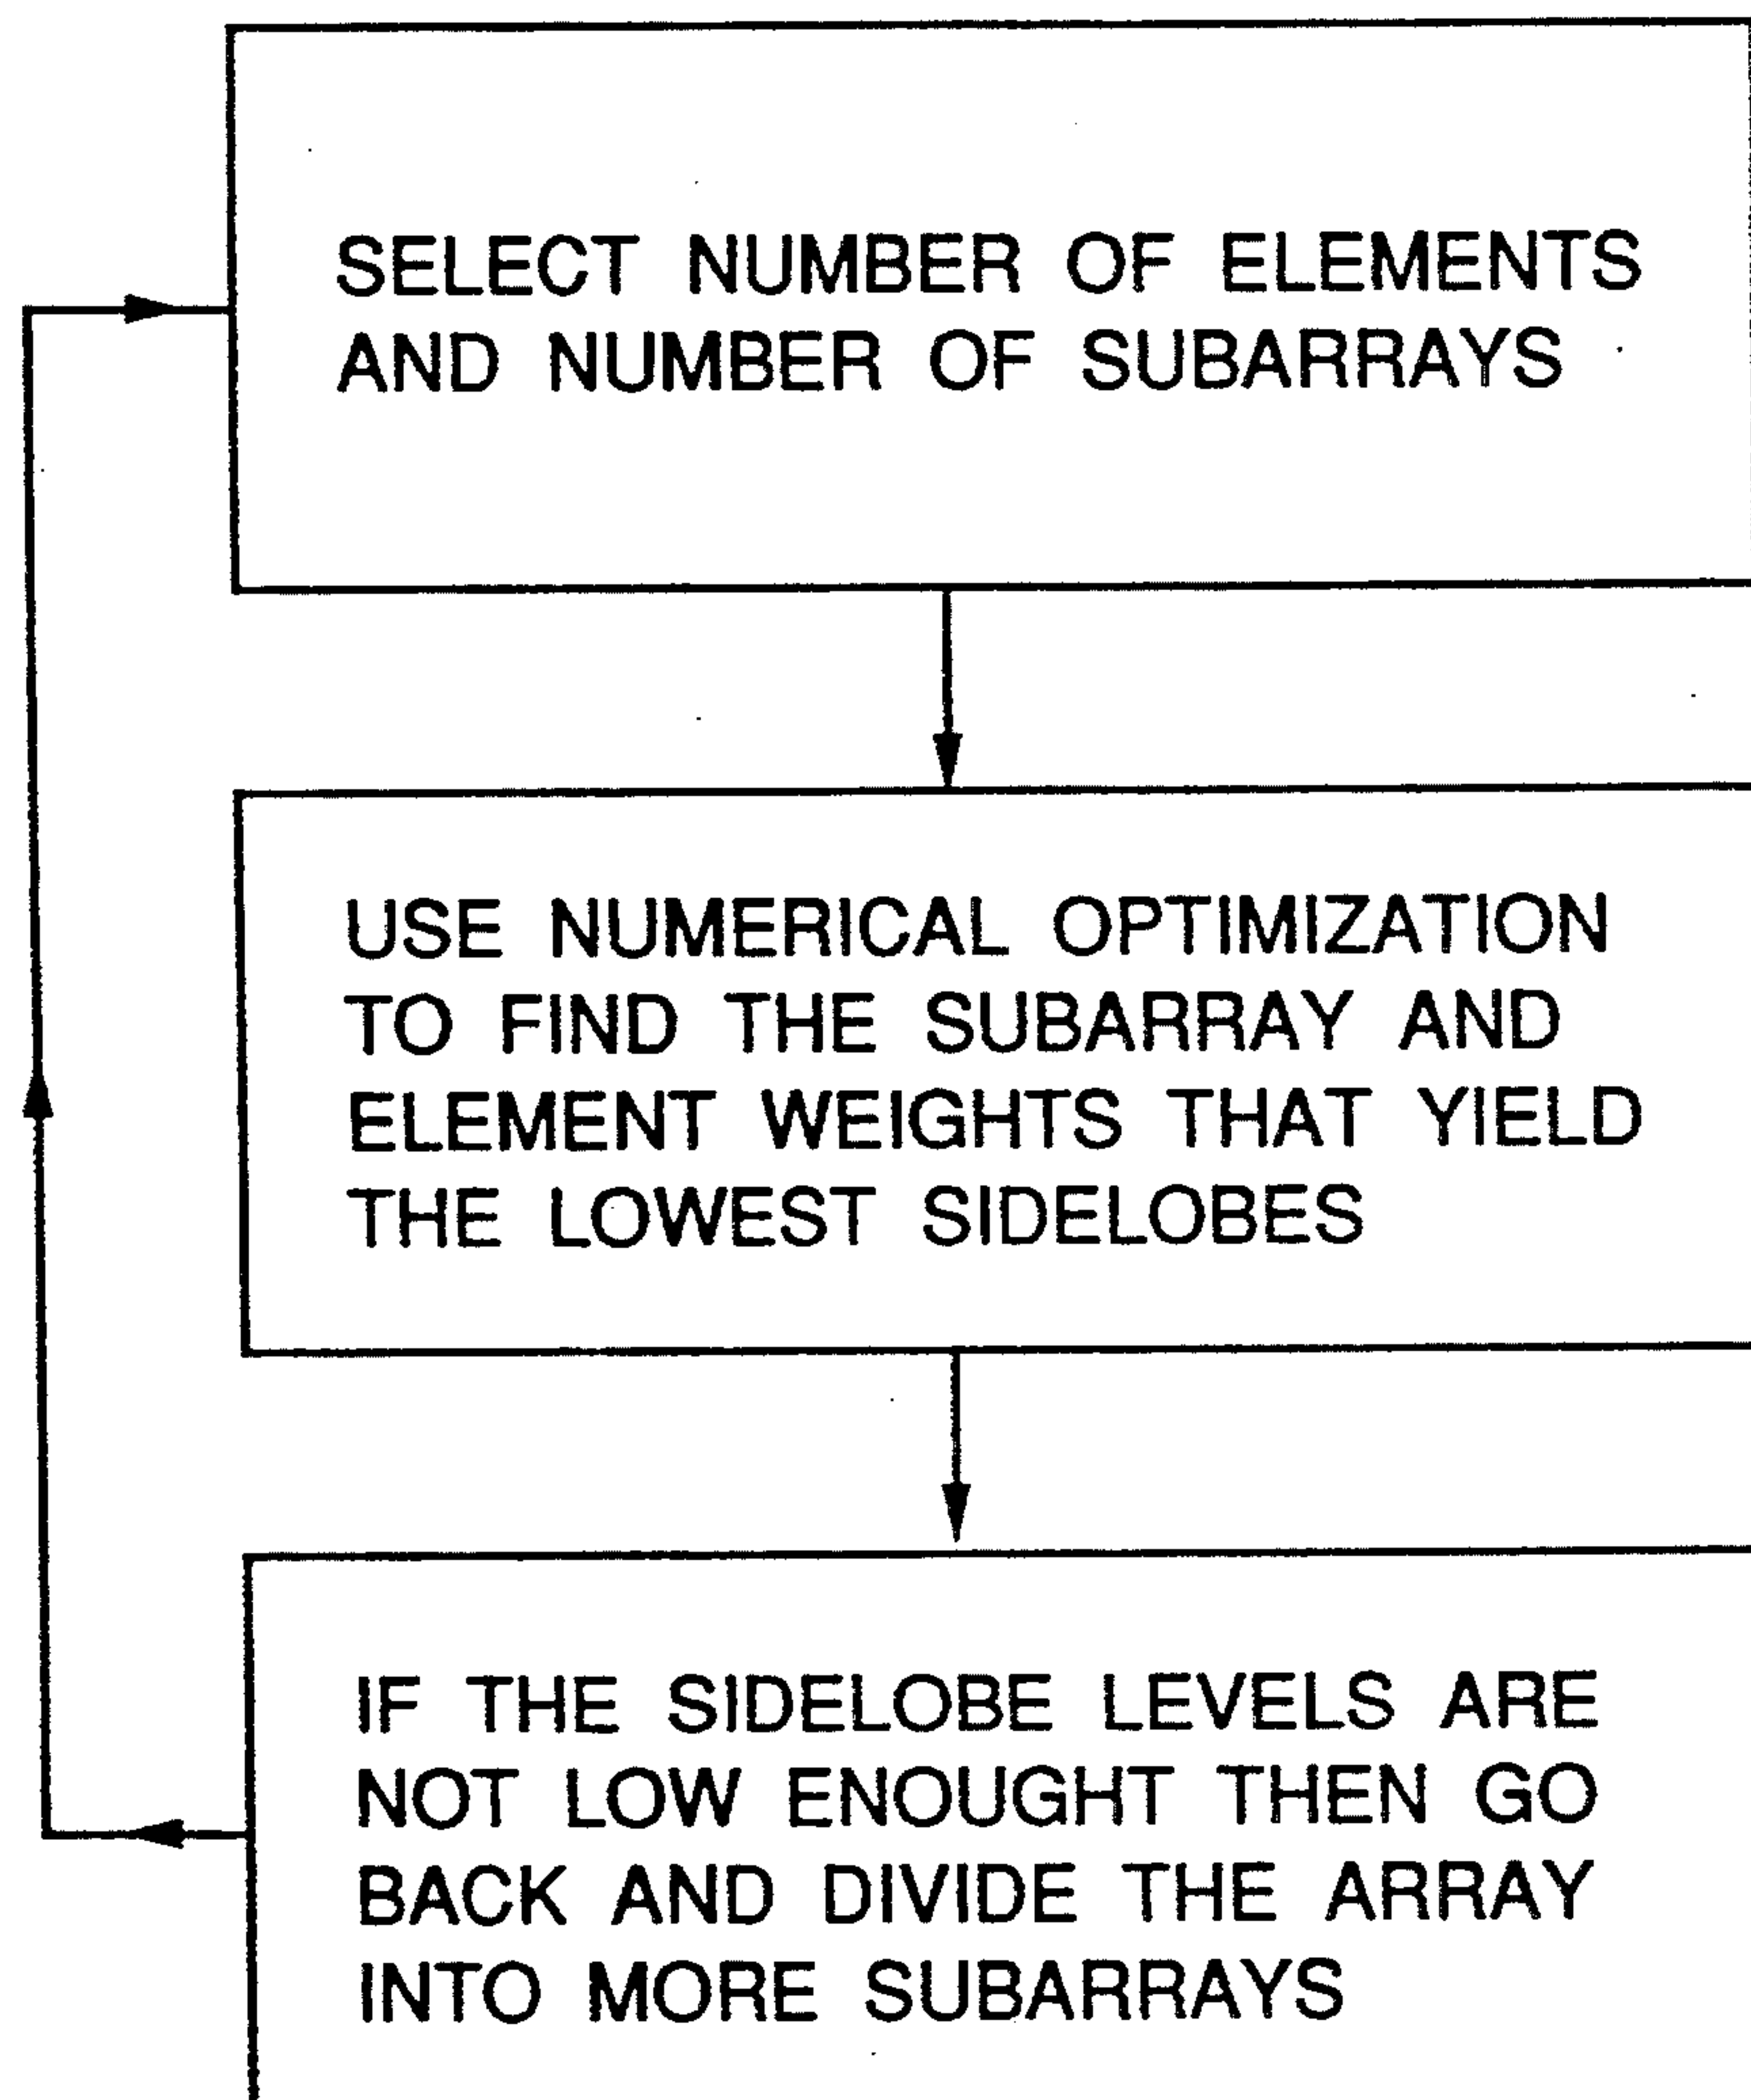 SELECT NUMBER OF ELEMENTS
AND NUMBER OF SUBARRAYS
USE NUMERICAL OPTIMIZATION
TO FIND THE SUBARRAY AND
ELEMENT WEIGHTS THAT YIELD
THE LOWEST SIDELOBES
IF THE SIDELOBE LEVELS ARE
NOT LOW ENOUGHT THEN GO
BACK AND DIVIDE THE ARRAY
INTO MORE SUBARRAYS